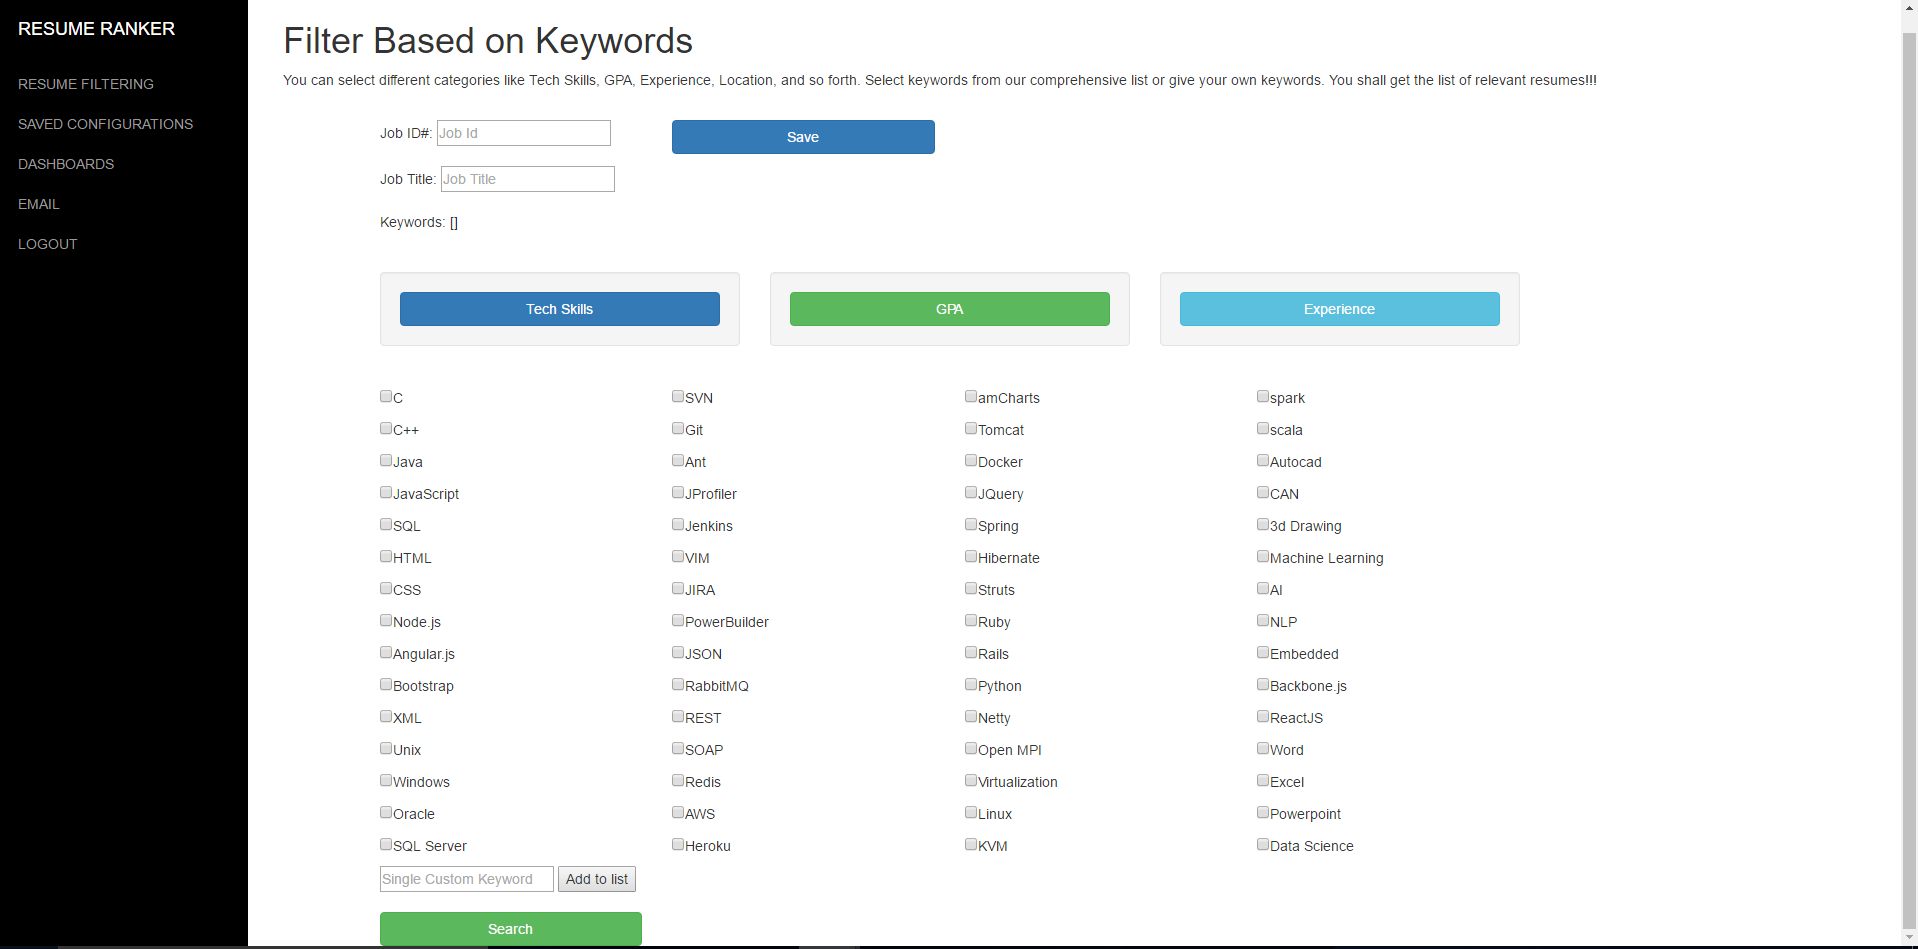 RESUME RANKER
RESUME FILTERING
SAVED CONFIGURATIONS
DASHBOARDS
EMAIL
LOGOUT
Filter Based on Keywords
You can select different categories like Tech Skills, GPA, Experience, Location, and so forth. Select keywords from our comprehensive list or give your own keywords. You shall get the list of relevant resumes!!!
Job ID#: Job Id
Save
Job Title: Job Title
Keywords: []
Tech Skills
GPA
Experience
C
SVN
amCharts
spark
C++
Git
Tomcat
scala
Java
Ant
Docker
Autocad
JavaScript
JProfiler
JQuery
CAN
SQL
Jenkins
Spring
3d Drawing
HTML
VIM
Hibernate
Machine Learning
CSS
JIRA
Struts
AI
Node.js
PowerBuilder
Ruby
NLP
Angular.js
JSON
Rails
Embedded
Bootstrap
RabbitMQ
Python
Backbone.js
XML
REST
Netty
ReactJS
Unix
SOAP
Open MPI
Word
Windows
Redis
Virtualization
Excel
Oracle
AWS
Linux
Powerpoint
SQL Server
Heroku
KVM
Data Science
Single Custom Keyword
Add to list
Search